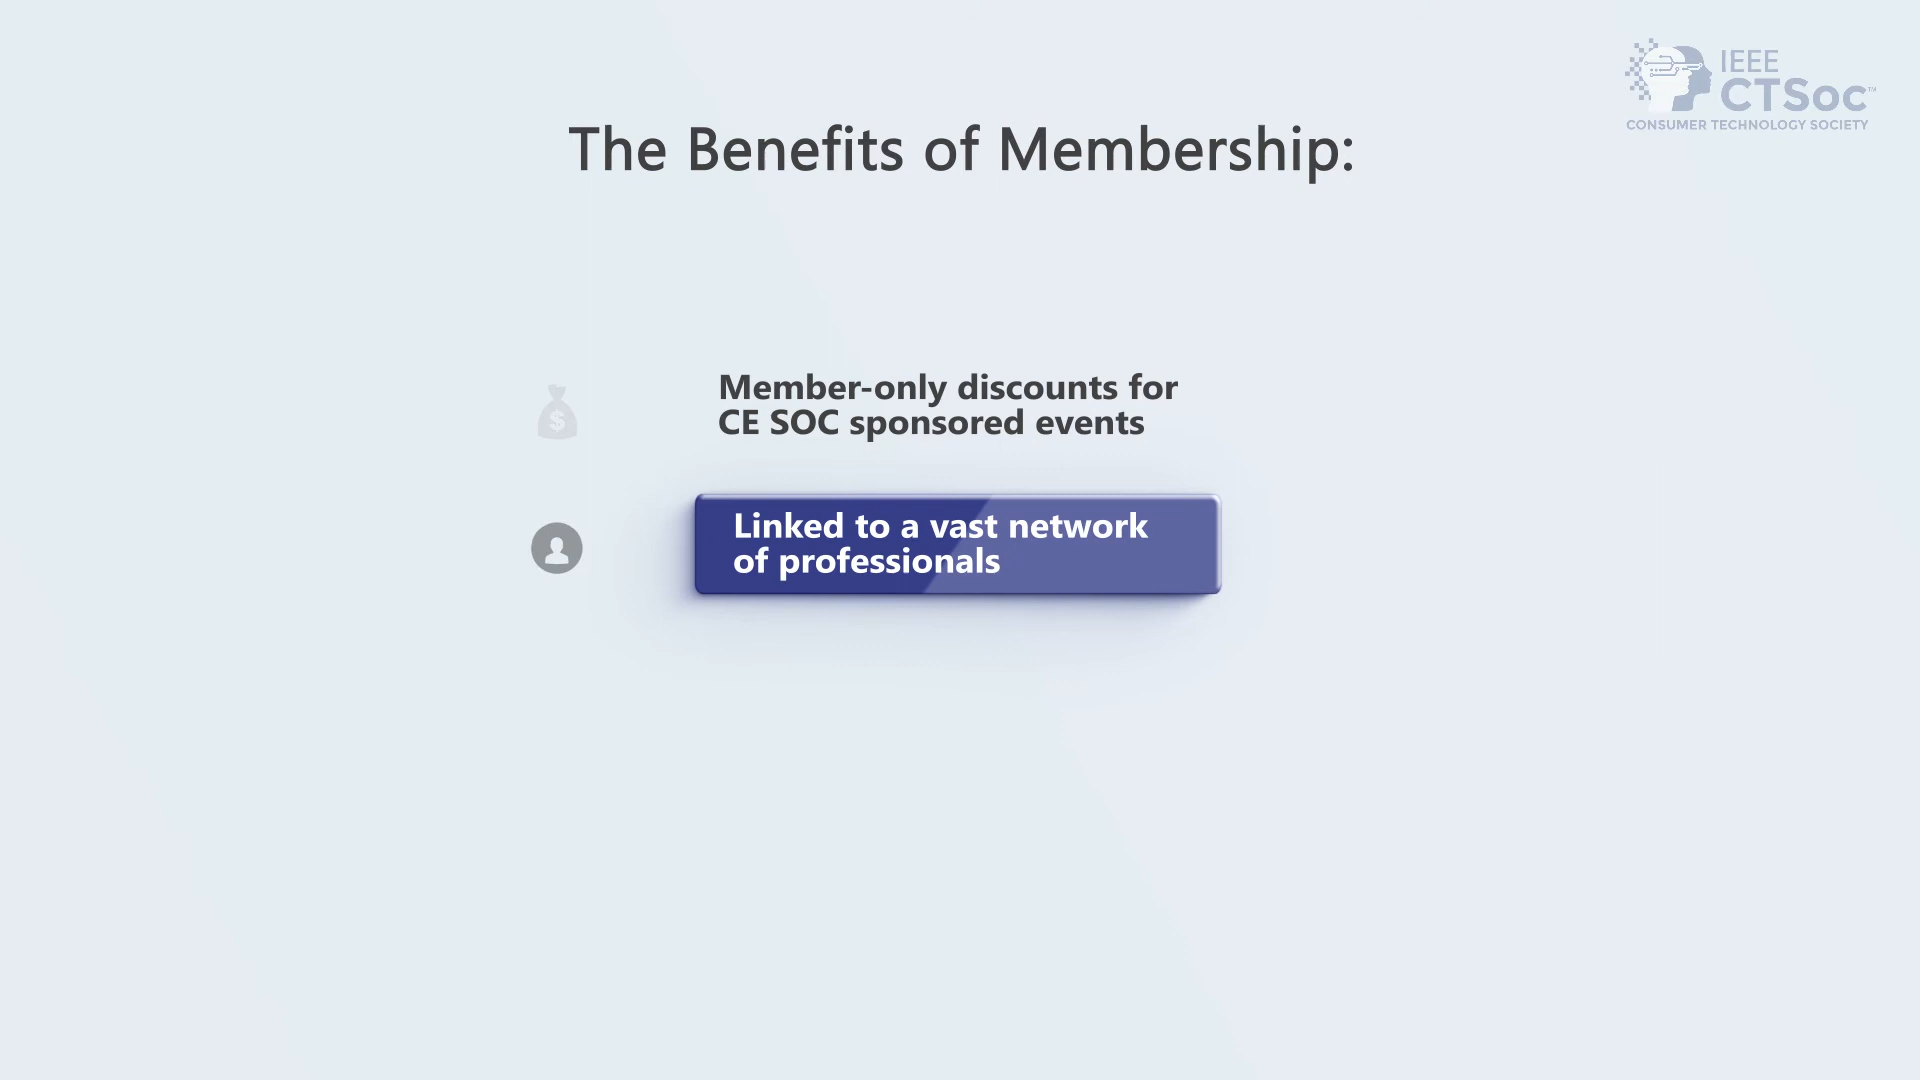 IEEE
CTSoc™
CONSUMER TECHNOLOGY SOCIETY
The Benefits of Membership:
$
Member-only discounts for
CE SOC sponsored events
Linked to a vast network
of professionals